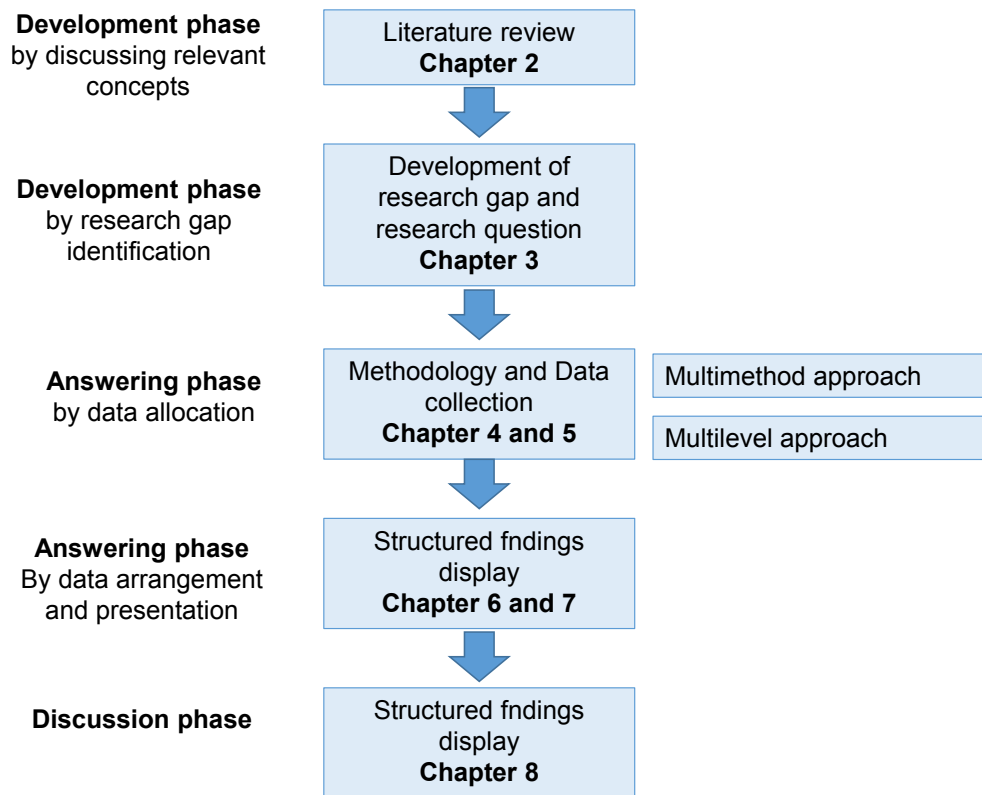 Development phase
by discussing relevant
concepts
Literature review
Chapter 2
Development phase
by research gap
identification
Development of
research gap and
research question
Chapter 3
Answering phase
by data allocation
Methodology and Data
collection
Chapter 4 and 5
Multimethod approach
Multilevel approach
Answering phase
By data arrangement
and presentation
Structured fndings
display
Chapter 6 and 7
Discussion phase
Structured fndings
display
Chapter 8